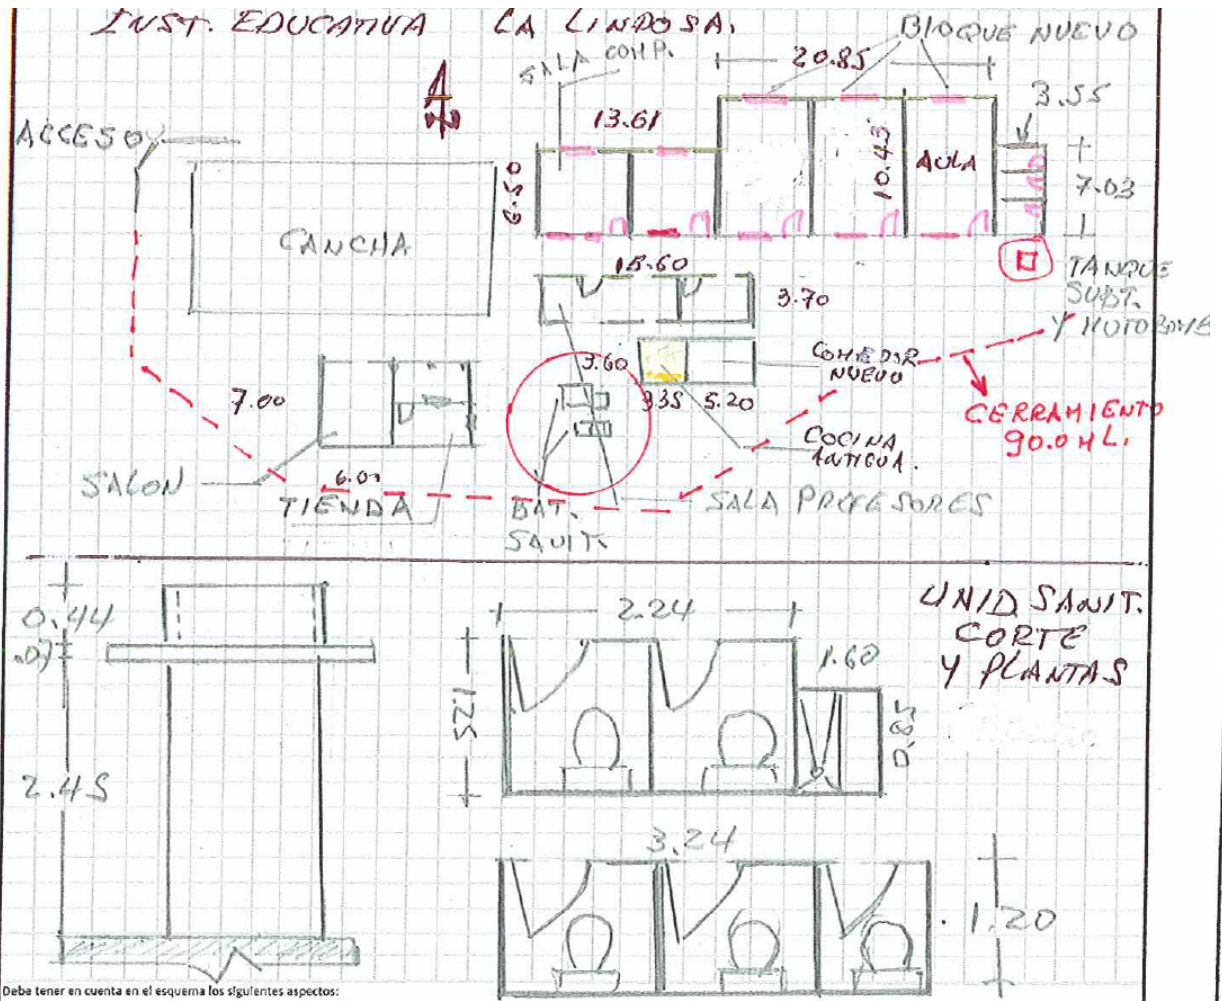 INST. EDUCATIVA LA LINDOSA.
BLOQUE NUEVO
SALA COMP.
20.85
3.55
ACCESO
13.61
6.50
10.43
AULA
7.03
CANCHA
15.60
TANQUE
SUBT.
Y MOTOBOMB
3.70
COMEDOR
NUEVO
3.60
7.00
3.35 5.20
CERRAMIENTO
90.0 ML.
COCINA
ANTIGUA.
SALON
6.00
TIENDA
BAT.
SANIT.
SALA PROFESORES
UNID. SANIT.
CORTE
Y PLANTAS
0.44
.07
2.24
1.60
1.25
0.85
2.45
3.24
1.20
Debe tener en cuenta en el esquema los siguientes aspectos: